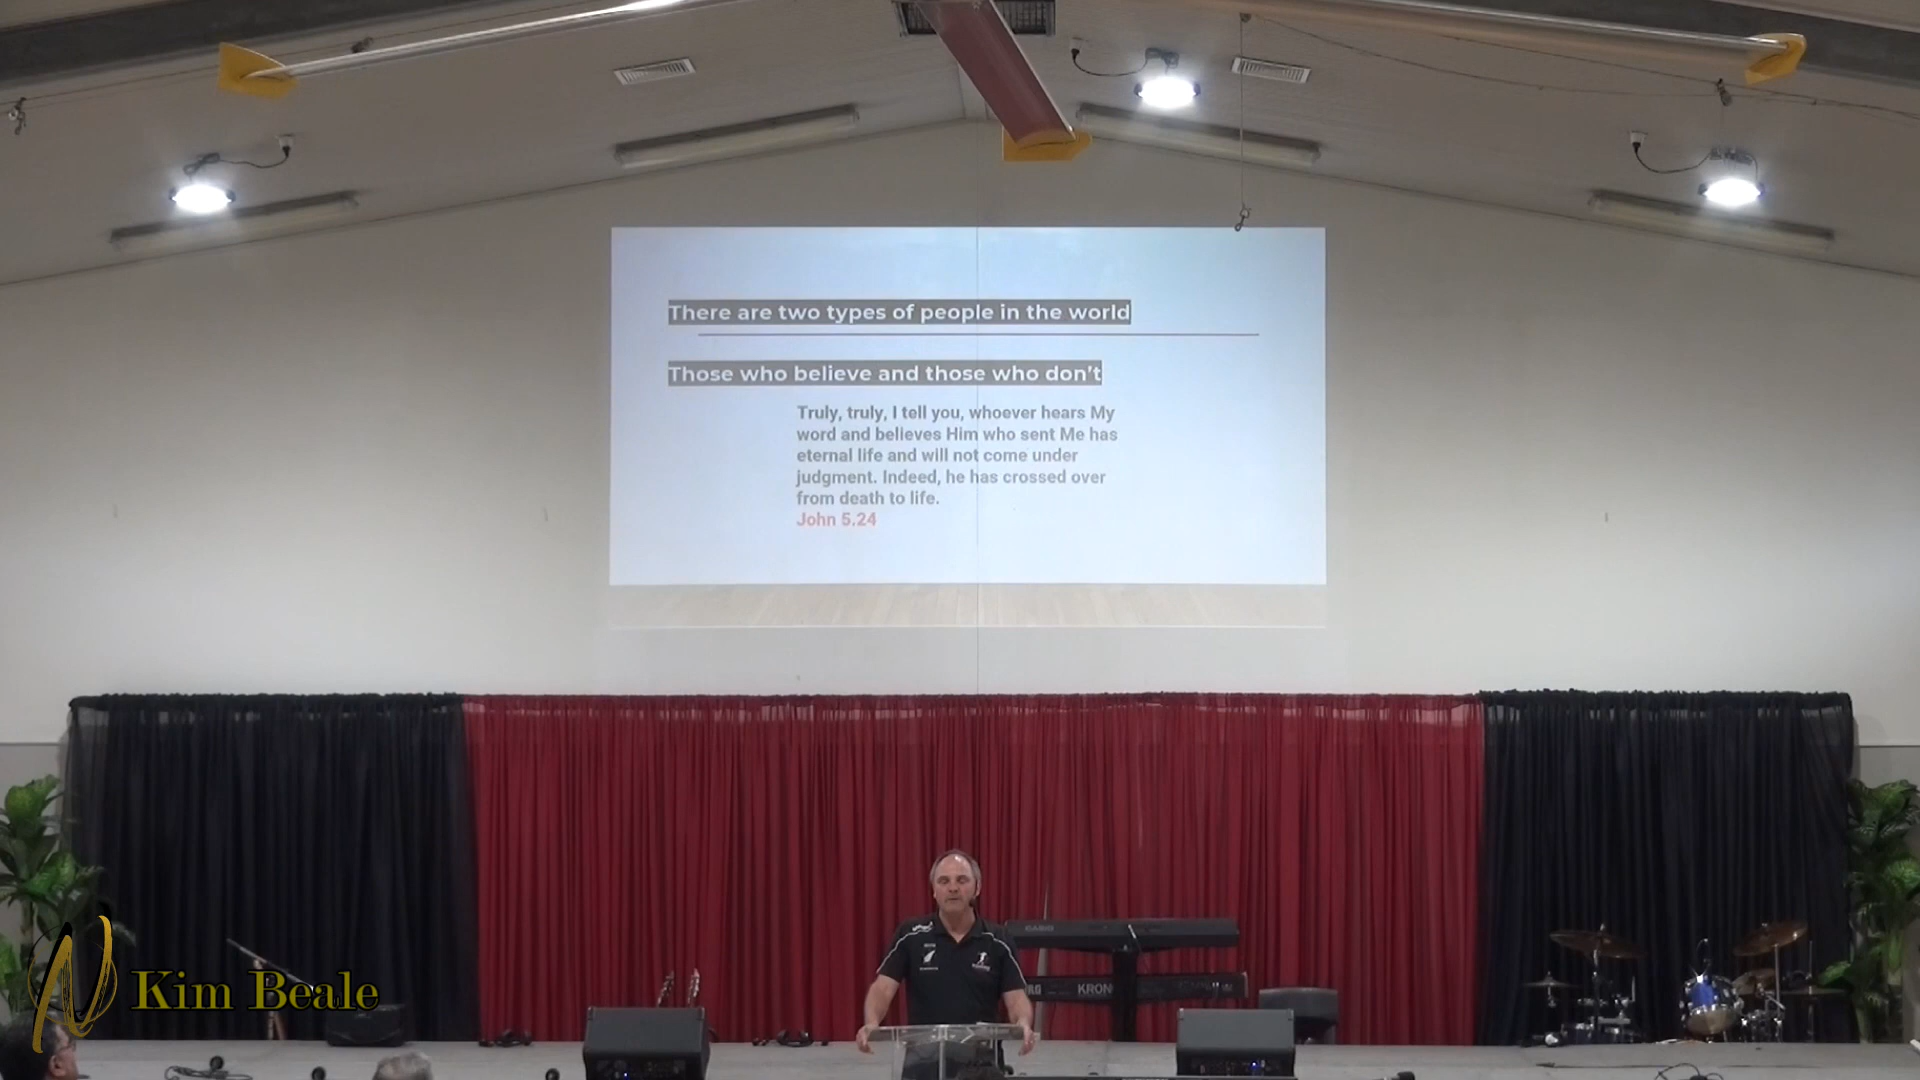 There are two types of people in the world
Those who believe and those who don't
Truly, truly, I tell you, whoever hears My
word and believes Him who sent Me has
eternal life and will not come under
judgment. Indeed, he has crossed over
from death to life.
John 5.24
CASIO
KRONOS
Kim Beale